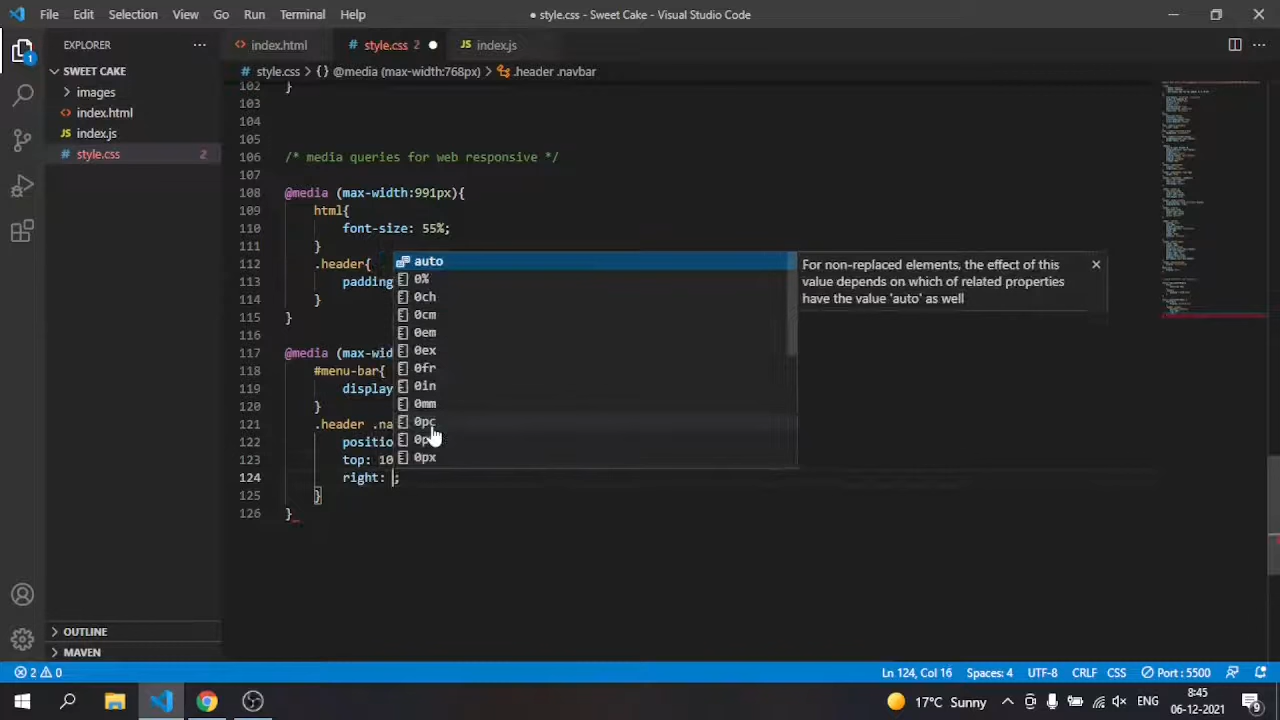 File Edit Selection View Go Run Terminal Help
● style.css - Sweet Cake - Visual Studio Code
EXPLORER
index.html
style.css 2
index.js
SWEET CAKE
style.css > {} @media (max-width:768px) > .header .navbar
images
index.html
index.js
style.css 2
102 }
103
104
105
106 /* media queries for web responsive */
107
108 @media (max-width:991px){
109 html{
110 font-size: 55%;
111 }
112 .header{
113 padding
114 }
115 }
116
117 @media (max-wid
118 #menu-bar{
119 display
120 }
121 .header .na
122 positio
123 top: 10
124 right: ;
125 }
126 }
auto
0%
0ch
0cm
0em
0ex
0fr
0in
0mm
0pc
0px
For non-replaced elements, the effect of this
value depends on which of related properties
have the value 'auto' as well
OUTLINE
MAVEN
1
2 0
Ln 124, Col 16 Spaces: 4 UTF-8 CRLF CSS Port : 5500
17°C Sunny
ENG
8:45
06-12-2021
9